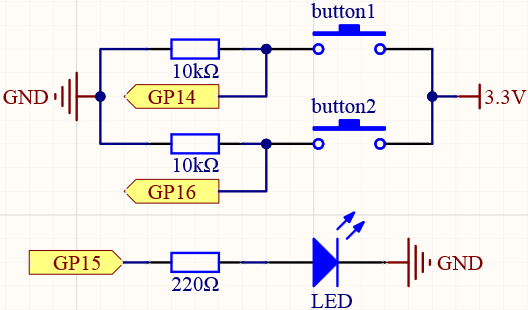 button1
10kΩ
GND
GP14
3.3V
button2
10kΩ
GP16
GP15
220Ω
GND
LED